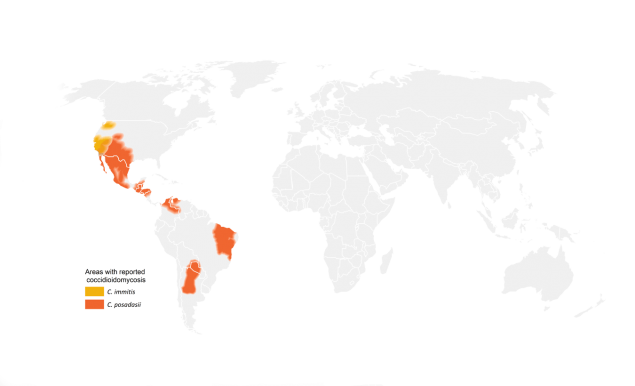 Areas with reported
coccidioidomycosis
C. immitis
C. posadasii